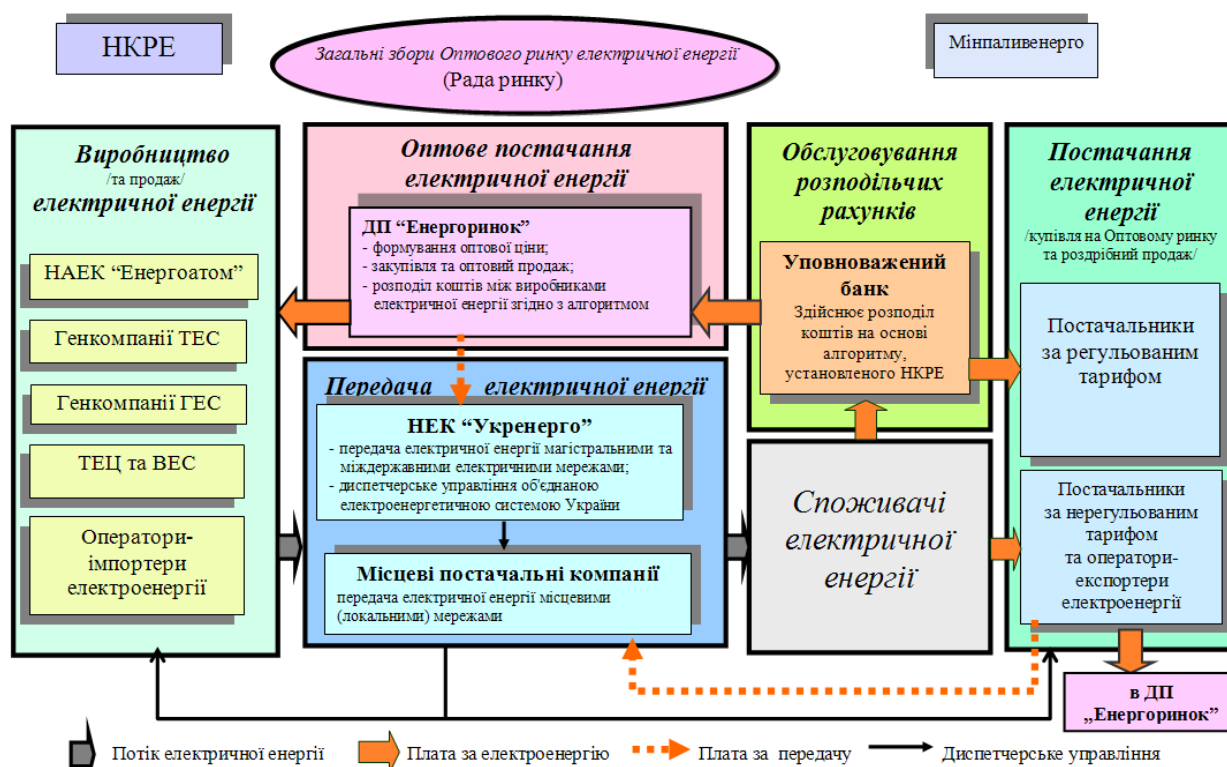 НКРЕ
Загальні збори Оптового ринку електричної енергії
(Рада ринку)
Мінпаливенерго
Виробництво
/та продаж/
електричної енергії
НАЕК “Енергоатом”
Генкомпанії ТЕС
Генкомпанії ГЕС
ТЕЦ та ВЕС
Оператори-
імпортери
електроенергії
Оптове постачання
електричної енергії
ДП “Енергоринок”
- формування оптової ціни;
- закупівля та оптовий продаж;
- розподіл коштів між виробниками
електричної енергії згідно з алгоритмом
Передача електричної енергії
НЕК “Укренерго”
- передача електричної енергії магістральними та
міждержавними електричними мережами;
- диспетчерське управління об'єднаною
електроенергетичною системою України
Місцеві постачальні компанії
передача електричної енергії місцевими
(локальними) мережами
Обслуговування
розподільчих
рахунків
Уповноважений
банк
Здійснює розподіл
коштів на основі
алгоритму,
установленого НКРЕ
Споживачі
електричної
енергії
Постачання
електричної
енергії
/купівля на Оптовому ринку
та роздрібний продаж/
Постачальники
за регульованим
тарифом
Постачальники
за нерегульованим
тарифом
та оператори-
експортери
електроенергії
в ДП
„Енергоринок”
Потік електричної енергії
Плата за електроенергію
Плата за передачу
Диспетчерське управління